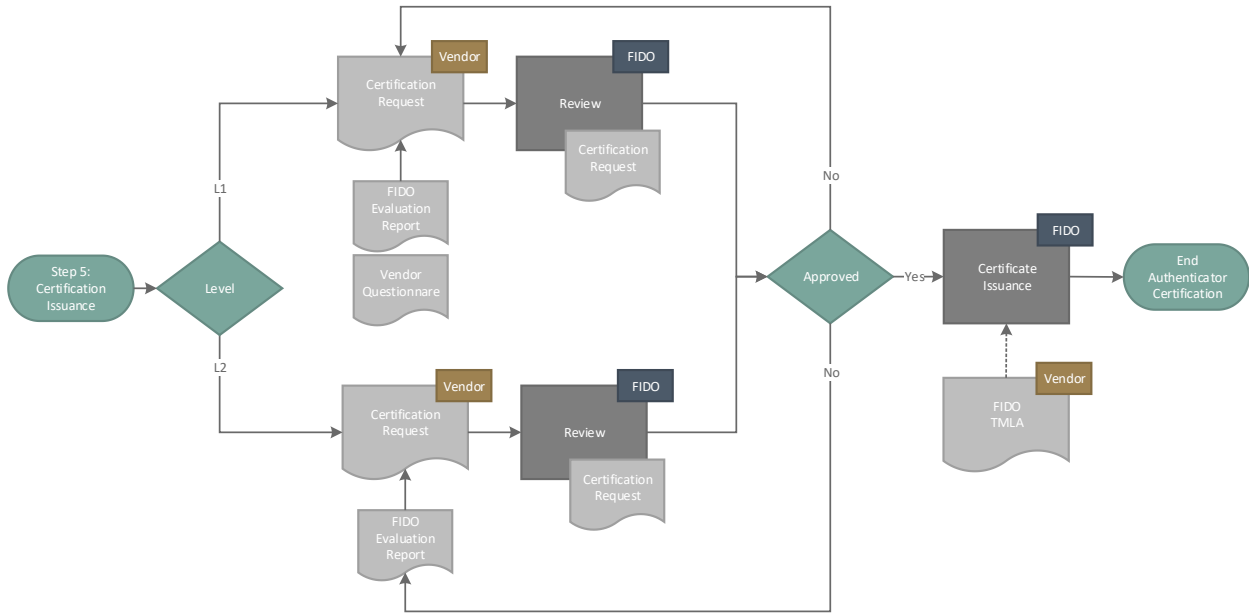 Vendor
FIDO
Certification
Request
Review
Certification
Request
No
L1
FIDO
Evaluation
Report
FIDO
Step 5:
Certification
Issuance
Level
Vendor
Questionnare
Approved
Yes
Certificate
Issuance
End
Authenticator
Certification
L2
No
Vendor
FIDO
Vendor
Certification
Request
Review
FIDO
TMLA
Certification
Request
FIDO
Evaluation
Report